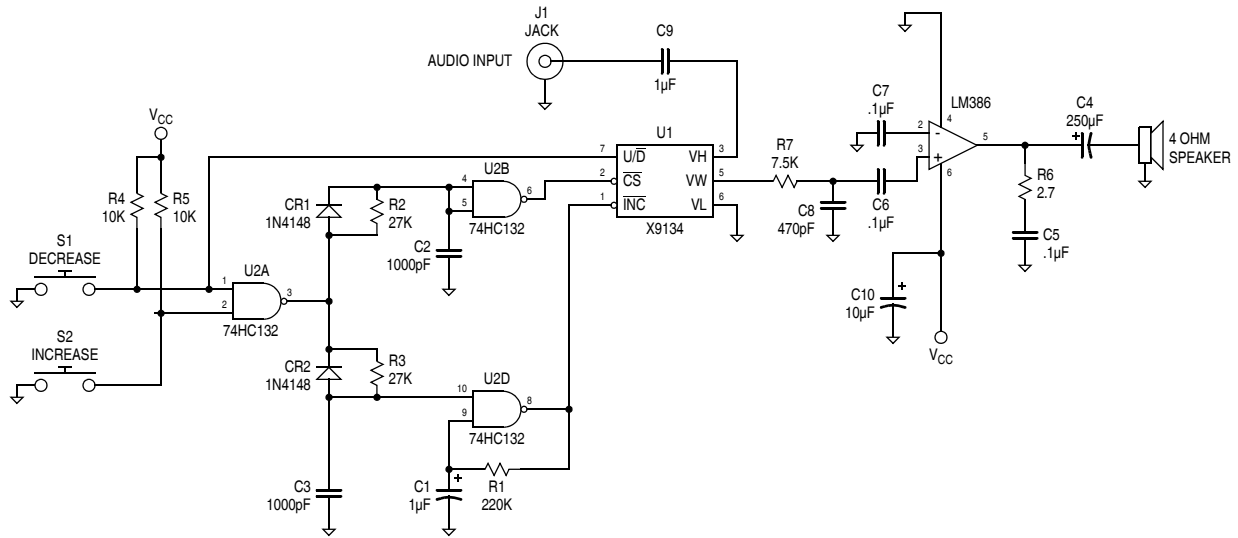 J1
JACK
AUDIO INPUT
C9
1µF
VCC
R4
10K
R5
10K
S1
DECREASE
S2
INCREASE
U2A
1
2
3
74HC132
CR1
1N4148
R2
27K
C2
1000pF
U2B
4
5
6
74HC132
CR2
1N4148
R3
27K
C3
1000pF
U2D
10
9
8
74HC132
C1
+
1µF
R1
220K
U1
7
U/D̅
VH
3
2
C̅S̅
VW
5
1
I̅N̅C̅
VL
6
X9134
R7
7.5K
C8
470pF
C6
.1µF
C7
.1µF
LM386
4
2
-
3
+
5
6
C10
+
10µF
VCC
C4
250µF
+
R6
2.7
C5
.1µF
4 OHM
SPEAKER